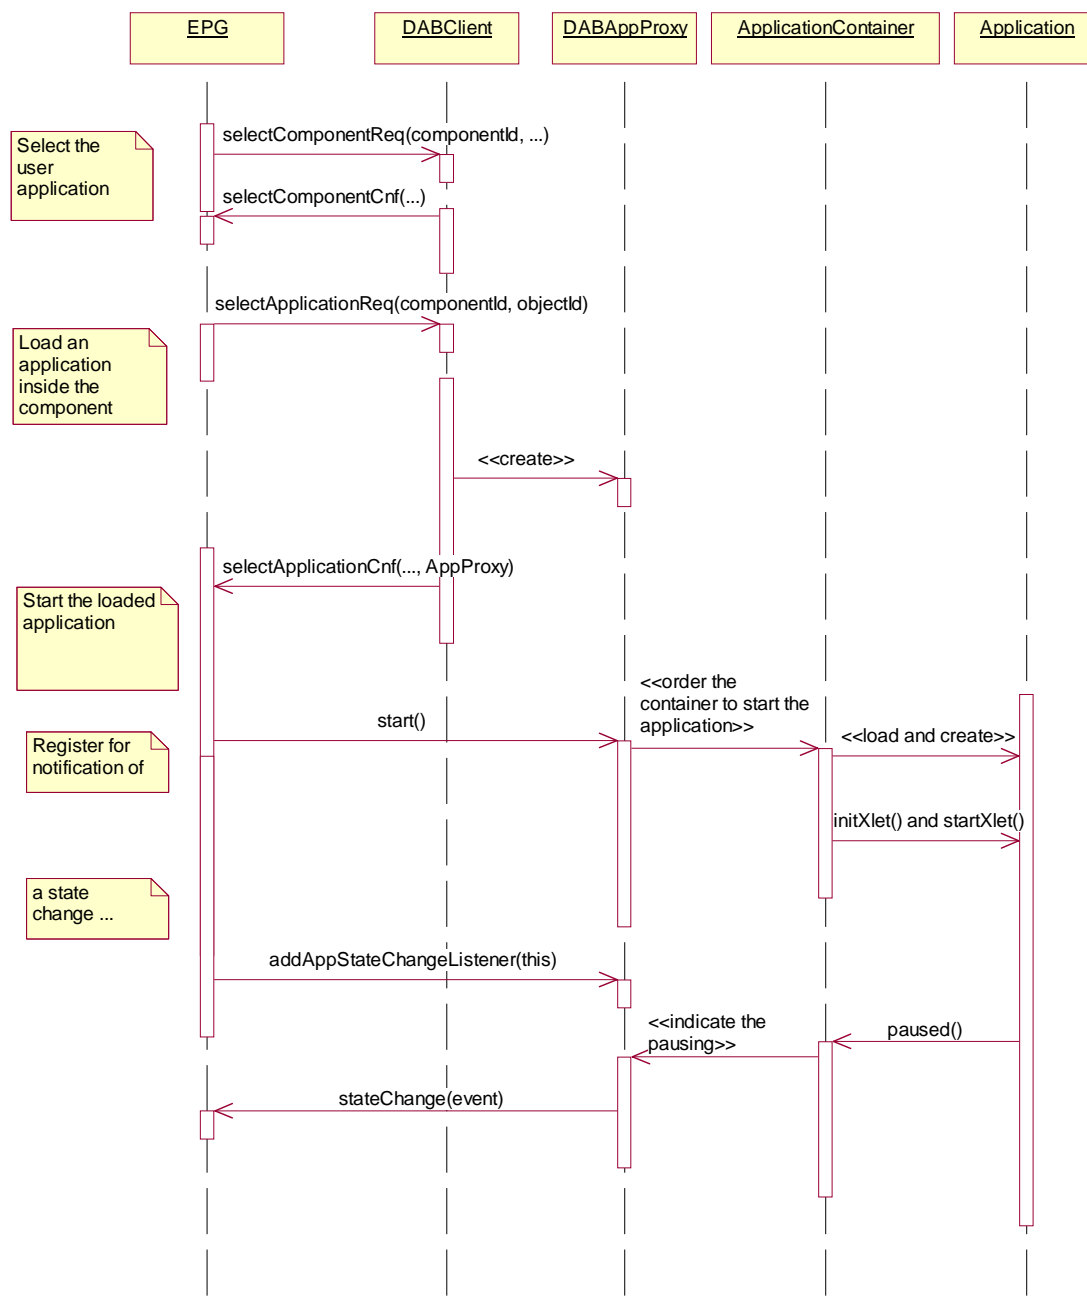 EPG
DABClient
DABAppProxy
ApplicationContainer
Application
Select the
user
application
selectComponentReq(componentId, ...)
selectComponentCnf(...)
selectApplicationReq(componentId, objectId)
Load an
application
inside the
component
<<create>>
selectApplicationCnf(..., AppProxy)
Start the loaded
application
<<order the
container to start the
application>>
start()
<<load and create>>
Register for
notification of
initXlet() and startXlet()
a state
change ...
addAppStateChangeListener(this)
<<indicate the
pausing>>
paused()
stateChange(event)